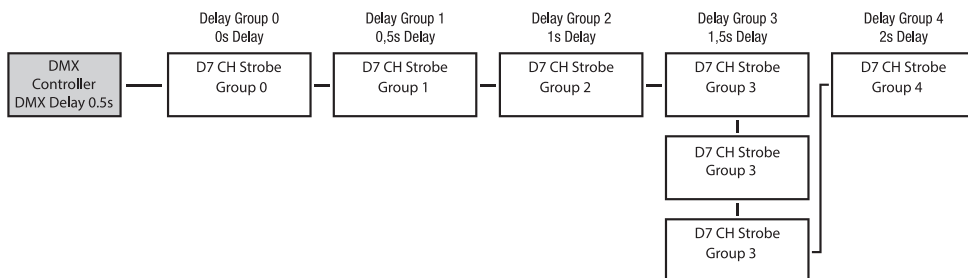 Delay Group 0
0s Delay
Delay Group 1
0,5s Delay
Delay Group 2
1s Delay
Delay Group 3
1,5s Delay
Delay Group 4
2s Delay
DMX
Controller
DMX Delay 0.5s
D7 CH Strobe
Group 0
D7 CH Strobe
Group 1
D7 CH Strobe
Group 2
D7 CH Strobe
Group 3
D7 CH Strobe
Group 4
D7 CH Strobe
Group 3
D7 CH Strobe
Group 3